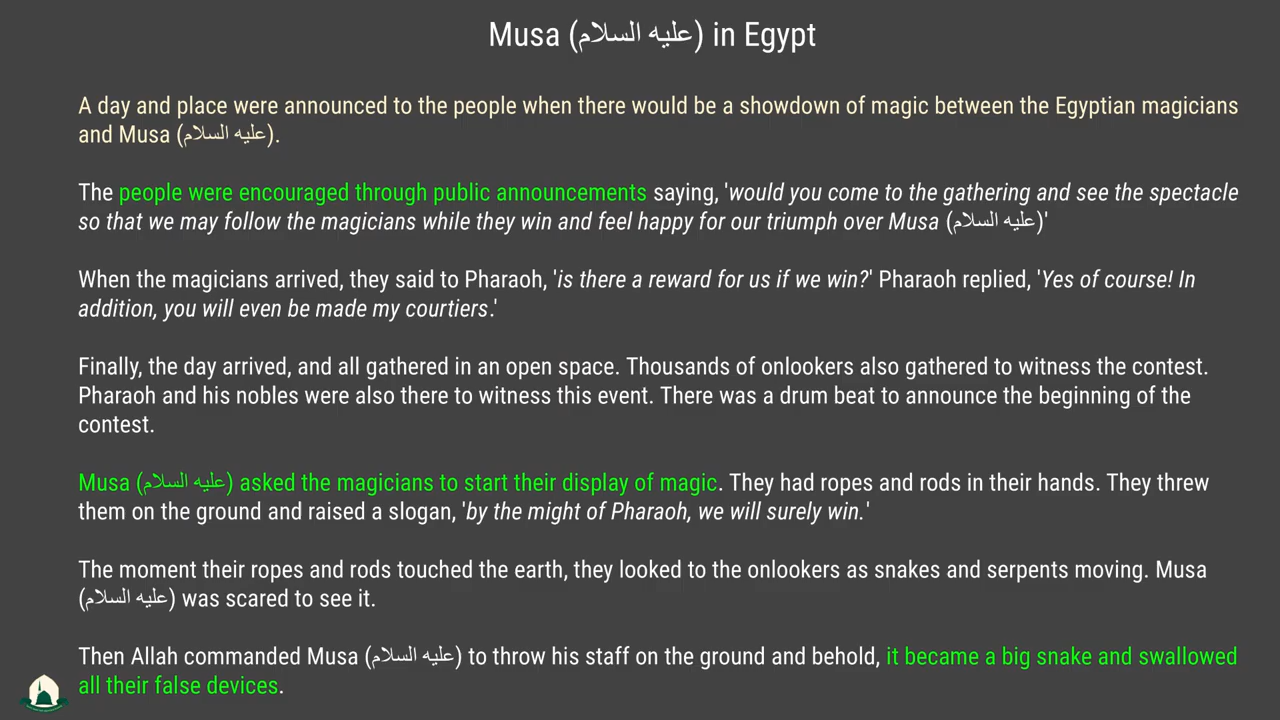 Musa (عليه السلام) in Egypt
A day and place were announced to the people when there would be a showdown of magic between the Egyptian magicians
and Musa (عليه السلام).
The people were encouraged through public announcements saying, 'would you come to the gathering and see the spectacle
so that we may follow the magicians while they win and feel happy for our triumph over Musa (عليه السلام)'
When the magicians arrived, they said to Pharaoh, 'is there a reward for us if we win?' Pharaoh replied, 'Yes of course! In
addition, you will even be made my courtiers.'
Finally, the day arrived, and all gathered in an open space. Thousands of onlookers also gathered to witness the contest.
Pharaoh and his nobles were also there to witness this event. There was a drum beat to announce the beginning of the
contest.
Musa (عليه السلام) asked the magicians to start their display of magic. They had ropes and rods in their hands. They threw
them on the ground and raised a slogan, 'by the might of Pharaoh, we will surely win.'
The moment their ropes and rods touched the earth, they looked to the onlookers as snakes and serpents moving. Musa
(عليه السلام) was scared to see it.
Then Allah commanded Musa (عليه السلام) to throw his staff on the ground and behold, it became a big snake and swallowed
all their false devices.